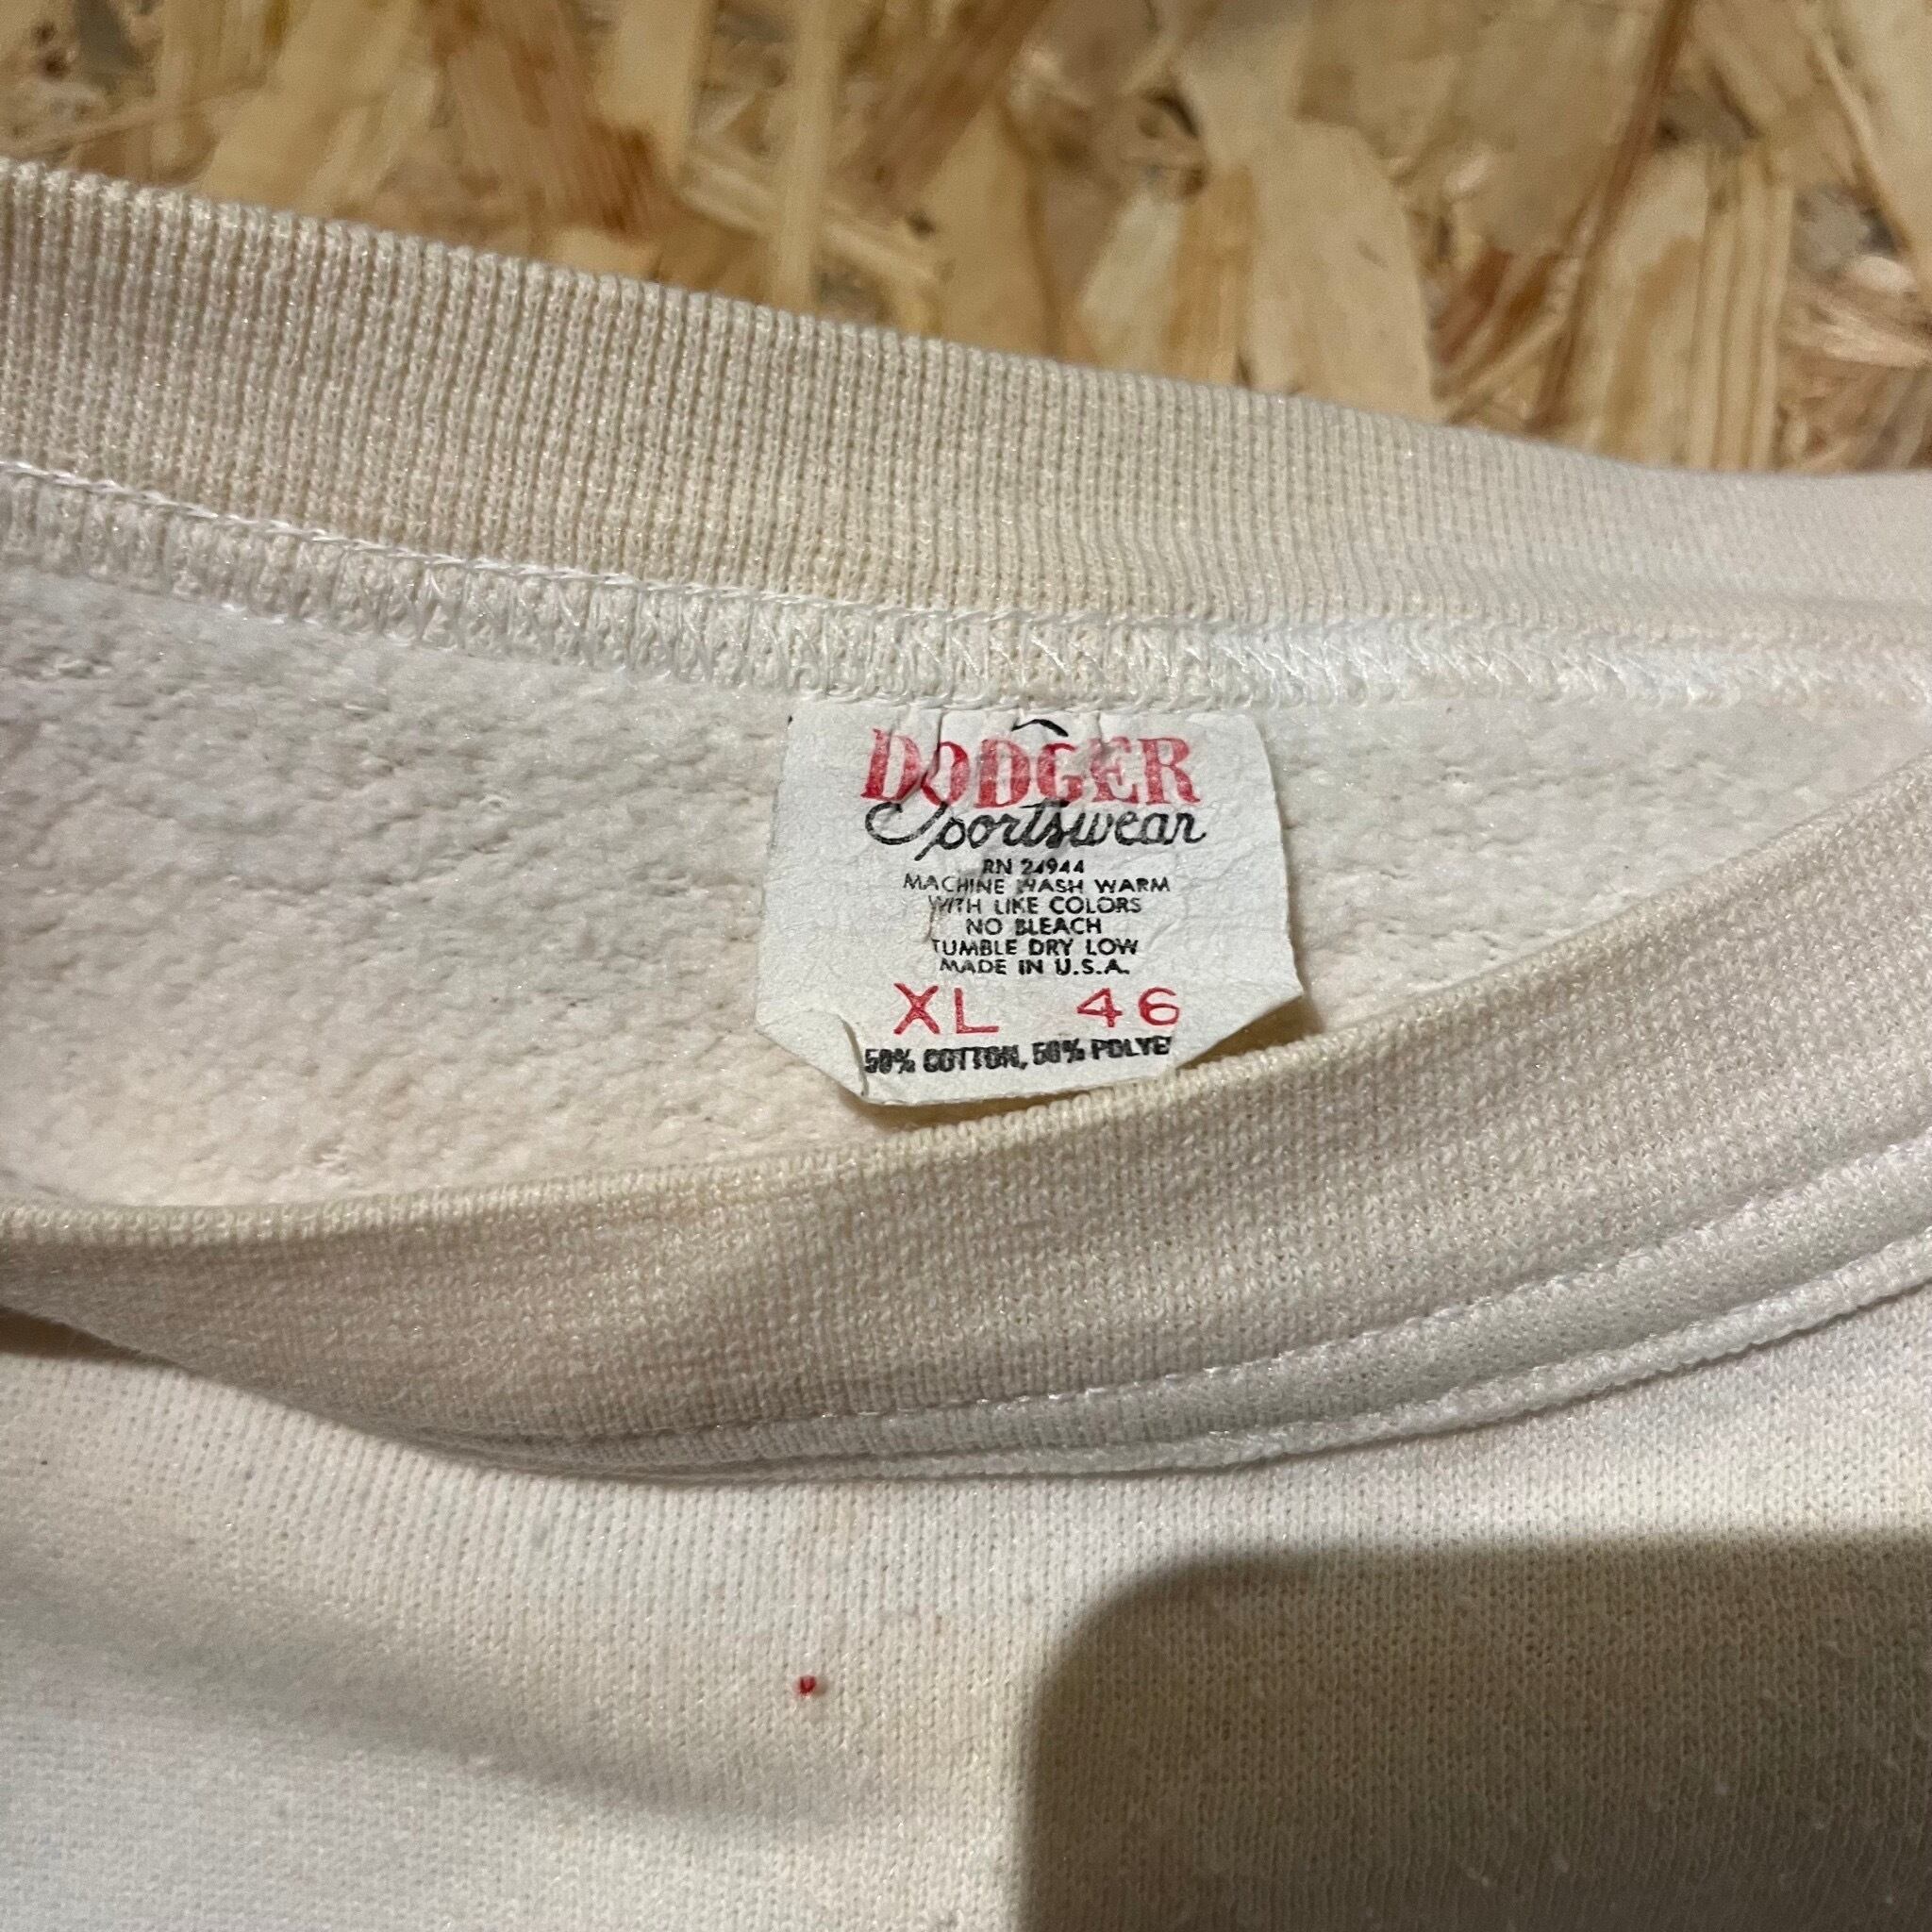 DODGER
Sportswear
RN 24944
MACHINE WASH WARM
WITH LIKE COLORS
NO BLEACH
TUMBLE DRY LOW
MADE IN U.S.A.
XL 46
50% COTTON, 50% POLYE